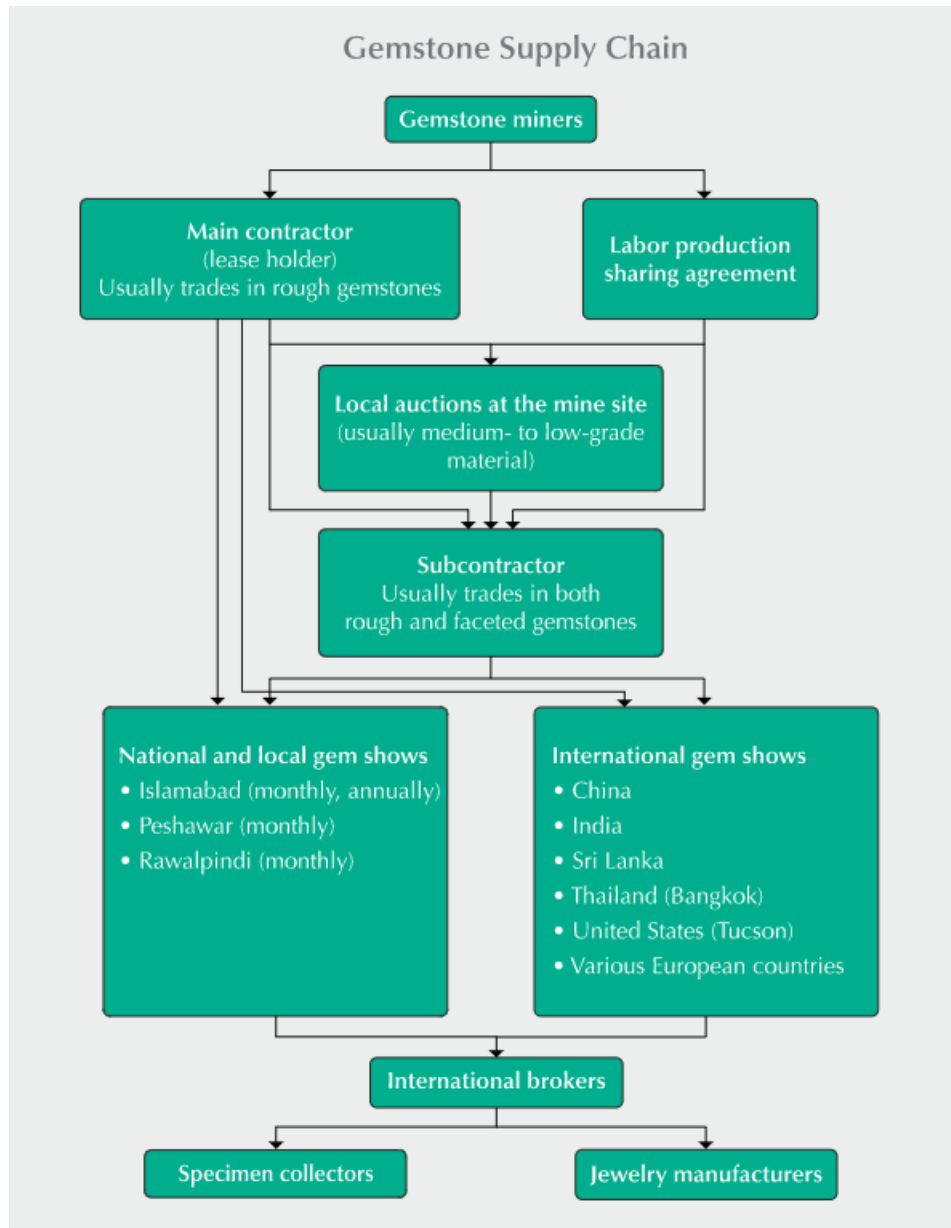 Gemstone Supply Chain
Gemstone miners
Main contractor
(lease holder)
Usually trades in rough gemstones
Labor production
sharing agreement
Local auctions at the mine site
(usually medium- to low-grade
material)
Subcontractor
Usually trades in both
rough and faceted gemstones
National and local gem shows
• Islamabad (monthly, annually)
• Peshawar (monthly)
• Rawalpindi (monthly)
International gem shows
• China
• India
• Sri Lanka
• Thailand (Bangkok)
• United States (Tucson)
• Various European countries
International brokers
Specimen collectors
Jewelry manufacturers